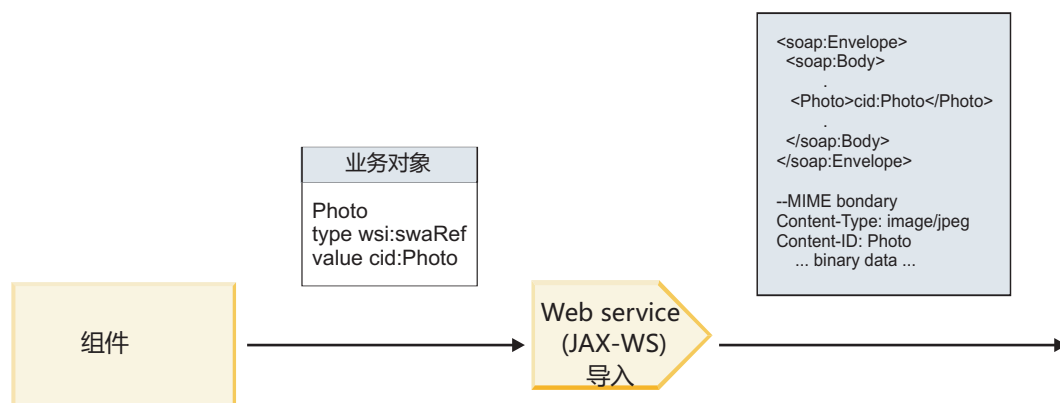 <soap:Envelope>
<soap:Body>
.
<Photo>cid:Photo</Photo>
.
</soap:Body>
</soap:Envelope>
--MIME bondary
Content-Type: image/jpeg
Content-ID: Photo
... binary data ...
业务对象
Photo
type wsi:swaRef
value cid:Photo
组件
Web service
(JAX-WS)
导入